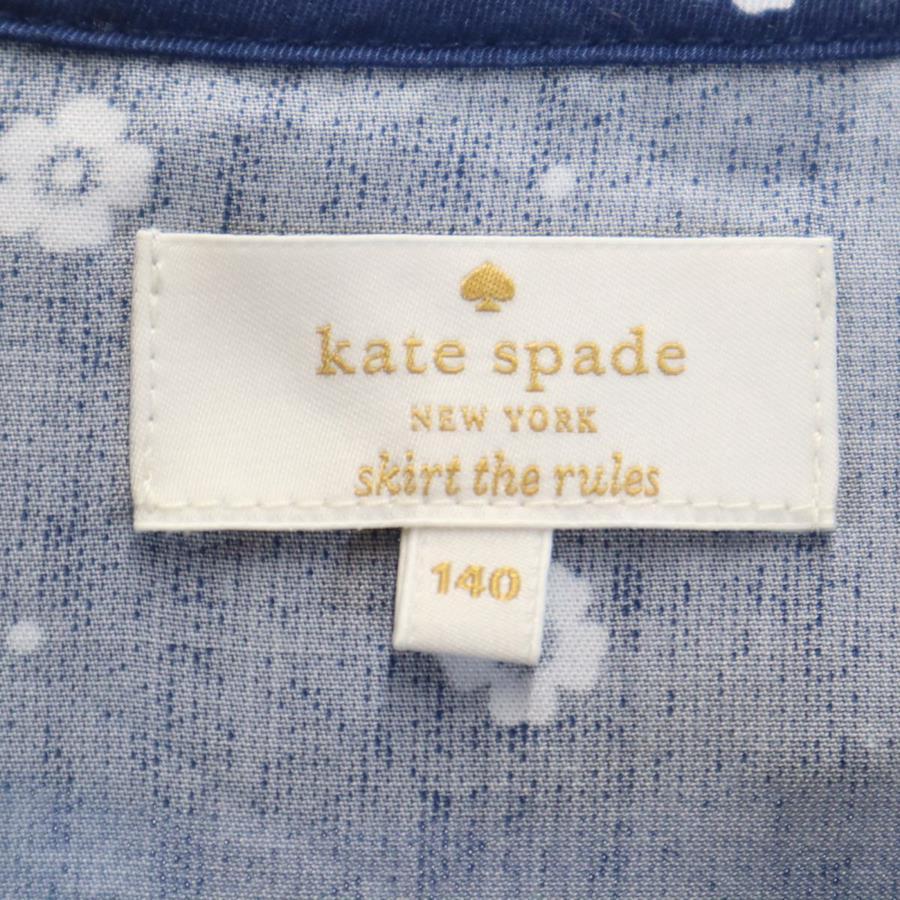 kate spade
NEW YORK
skirt the rules
140